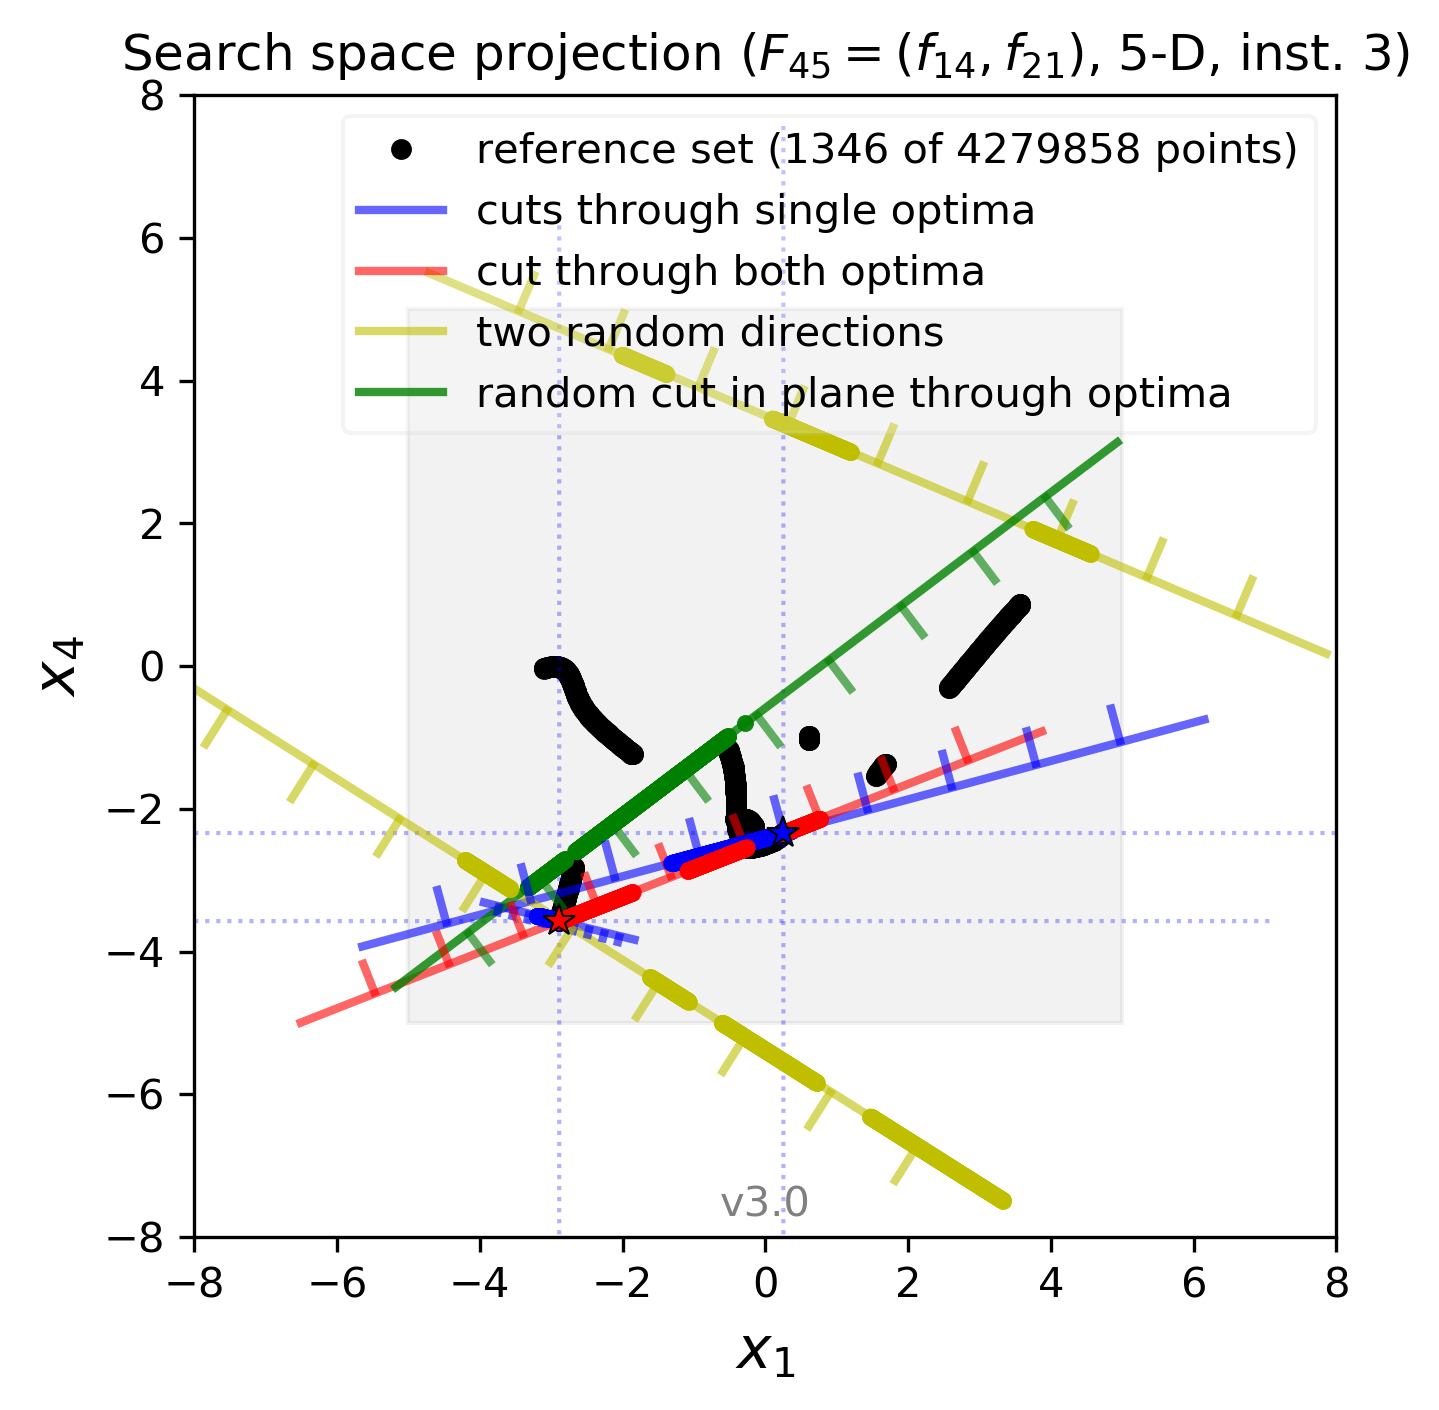 Search space projection (F45 = (f14, f21), 5-D, inst. 3)
8
6
4
2
0
−2
−4
−6
−8
x4
reference set (1346 of 4279858 points)
cuts through single optima
cut through both optima
two random directions
random cut in plane through optima
v3.0
−8 −6 −4 −2 0 2 4 6 8
x1